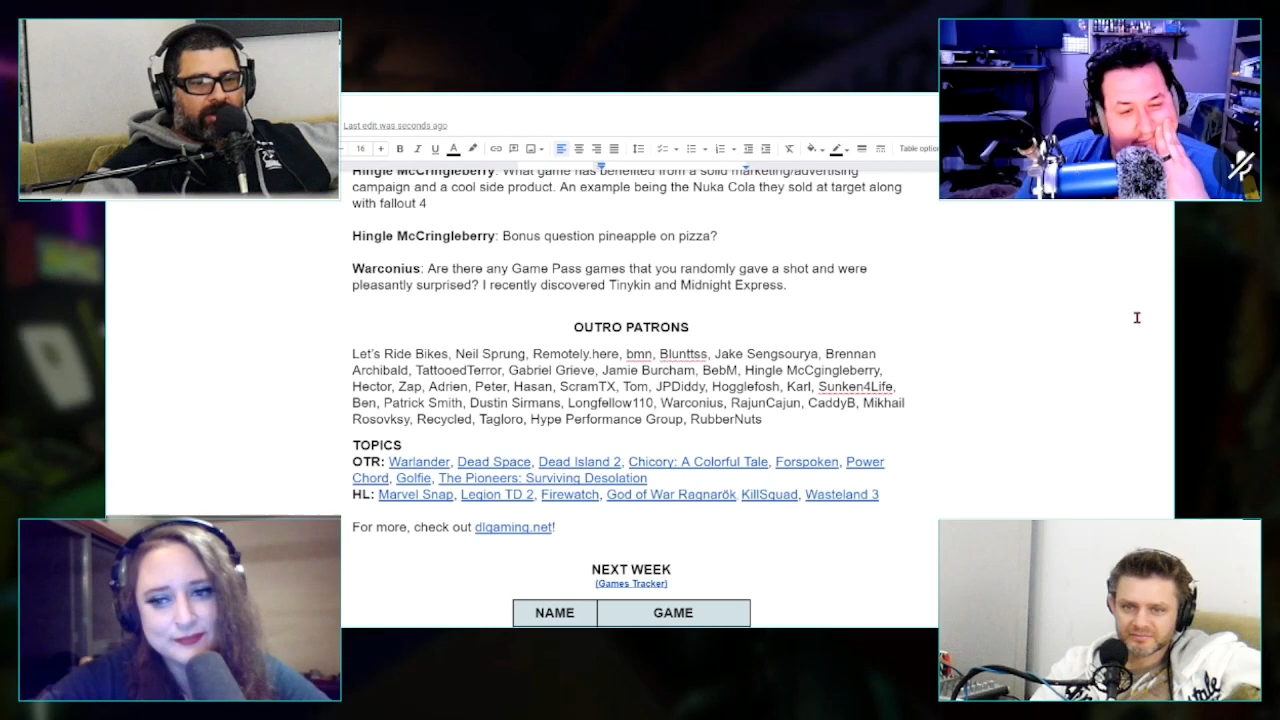 Last edit was seconds ago
16 + B I U A Table optio
Hingle McCringleberry: What game has benefited from a solid marketing/advertising
campaign and a cool side product. An example being the Nuka Cola they sold at target along
with fallout 4
Hingle McCringleberry: Bonus question pineapple on pizza?
Warconius: Are there any Game Pass games that you randomly gave a shot and were
pleasantly surprised? I recently discovered Tinykin and Midnight Express.
OUTRO PATRONS
Let's Ride Bikes, Neil Sprung, Remotely.here, bmn, Blunttss, Jake Sengsourya, Brennan
Archibald, TattooedTerror, Gabriel Grieve, Jamie Burcham, BebM, Hingle McCgingleberry,
Hector, Zap, Adrien, Peter, Hasan, ScramTX, Tom, JPDiddy, Hogglefosh, Karl, Sunken4Life,
Ben, Patrick Smith, Dustin Sirmans, Longfellow110, Warconius, RajunCajun, CaddyB, Mikhail
Rosovksy, Recycled, Tagloro, Hype Performance Group, RubberNuts
TOPICS
OTR: Warlander, Dead Space, Dead Island 2, Chicory: A Colorful Tale, Forspoken, Power
Chord, Golfie, The Pioneers: Surviving Desolation
HL: Marvel Snap, Legion TD 2, Firewatch, God of War Ragnarök, KillSquad, Wasteland 3
For more, check out dlgaming.net!
NEXT WEEK
(Games Tracker)
NAME GAME